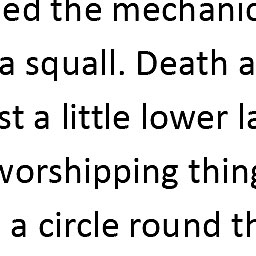 ed the mechanic
a squall. Death a
st a little lower la
worshipping thing
a circle round th